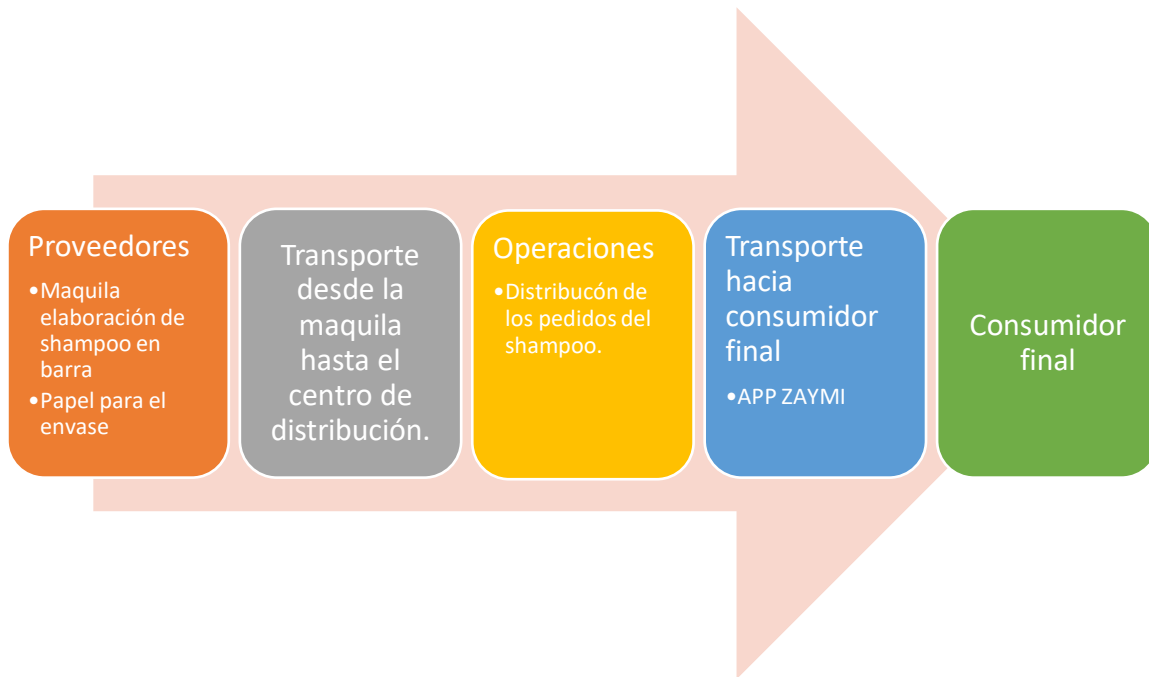 Proveedores
•Maquila
elaboración de
shampoo en
barra
•Papel para el
envase
Transporte
desde la
maquila
hasta el
centro de
distribución.
Operaciones
•Distribucón de
los pedidos del
shampoo.
Transporte
hacia
consumidor
final
•APP ZAYMI
Consumidor
final